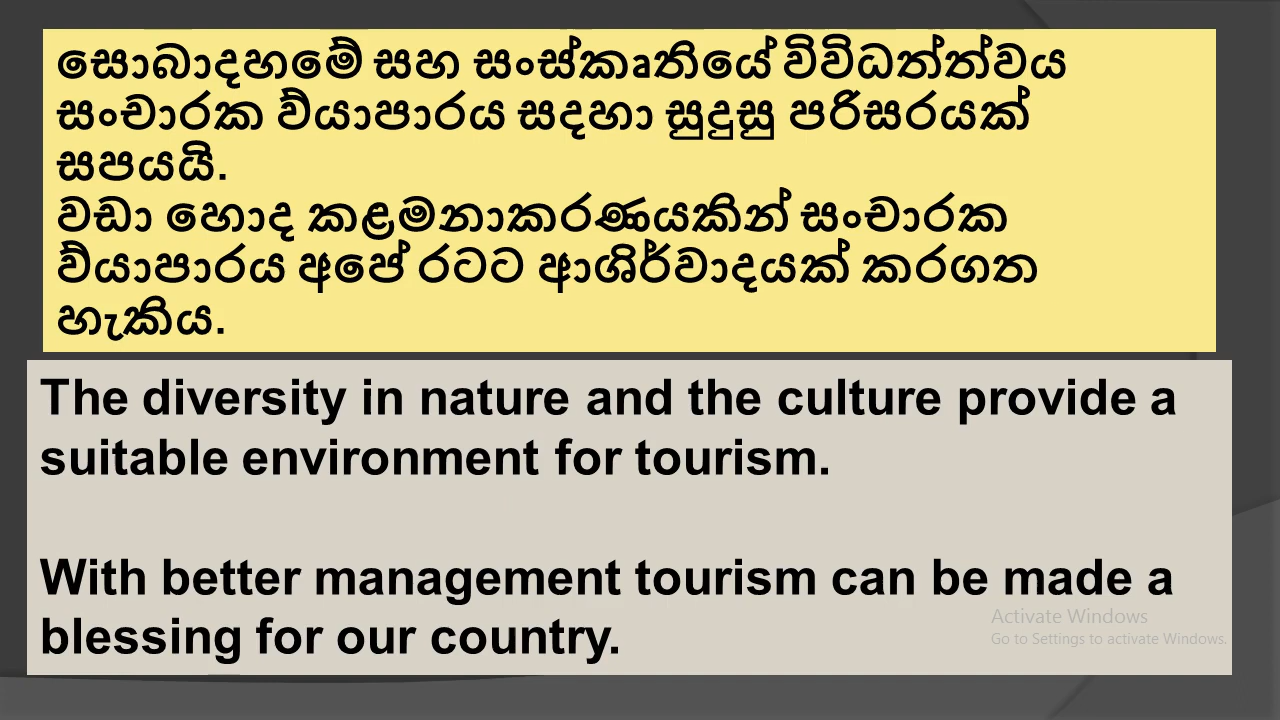 සොබාදහමේ සහ සංස්කෘතියේ විවිධත්ත්වය
සංචාරක ව්‍යාපාරය සදහා සුදුසු පරිසරයක්
සපයයි.
වඩා හොද කළමනාකරණයකින් සංචාරක
ව්‍යාපාරය අපේ රටට ආශිර්වාදයක් කරගත
හැකිය.
The diversity in nature and the culture provide a
suitable environment for tourism.
With better management tourism can be made a
blessing for our country.
Activate Windows
Go to Settings to activate Windows.